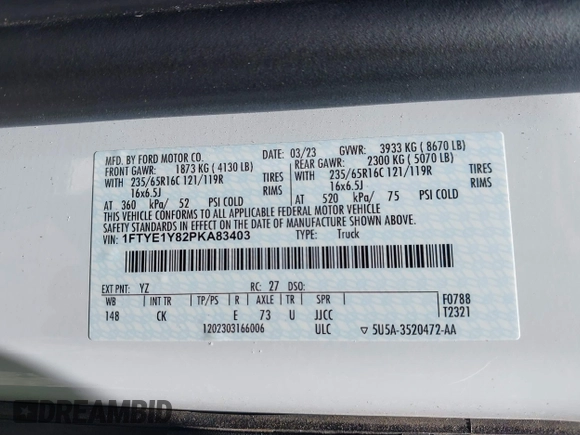 MFD. BY FORD MOTOR CO.
DATE: 03/23 GVWR: 3933 KG ( 8670 LB)
FRONT GAWR: 1873 KG ( 4130 LB)
REAR GAWR: 2300 KG ( 5070 LB)
WITH 235/65R16C 121/119R
WITH 235/65R16C 121/119R
16x6.5J
16x6.5J
AT 360 kPa/ 52 PSI COLD
AT 520 kPa/ 75 PSI COLD
THIS VEHICLE CONFORMS TO ALL APPLICABLE FEDERAL MOTOR VEHICLE
SAFETY STANDARDS IN EFFECT ON THE DATE OF MANUFACTURE SHOWN ABOVE.
VIN: 1FTYE1Y82PKA83403 TYPE: Truck
EXT PNT: YZ RC: 27 DSO:
WB INT TR TP/PS R AXLE TR SPR F0788
148 CK E 73 U JJCC T2321
1202303166006 ULC ▽ 5U5A-3520472-AA
DREAMBID